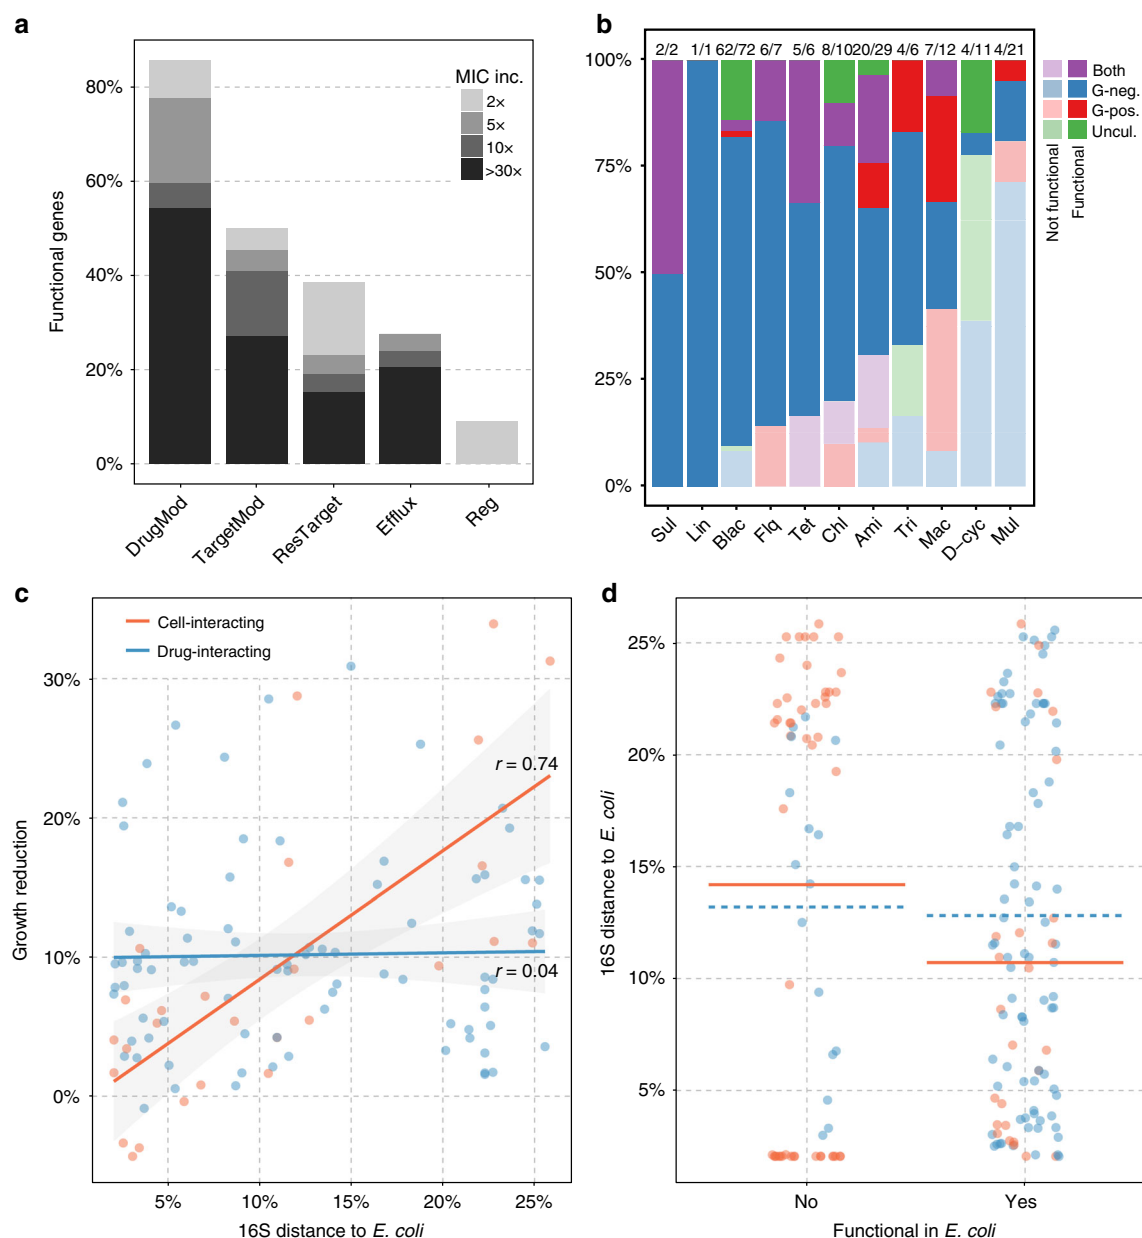 a
MIC inc.
2×
5×
10×
>30×
80%
60%
40%
20%
0%
Functional genes
DrugMod
TargetMod
ResTarget
Efflux
Reg
b
2/2 1/1 62/72 6/7 5/6 8/10 20/29 4/6 7/12 4/11 4/21
100%
75%
50%
25%
0%
Both
G-neg.
G-pos.
Uncul.
Not functional
Functional
Sul
Lin
Blac
Flq
Tet
Chl
Ani
Tri
Mac
D-cyc
Mul
c
Cell-interacting
Drug-interacting
30%
20%
10%
0%
Growth reduction
r = 0.74
r = 0.04
5% 10% 15% 20% 25%
16S distance to E. coli
d
25%
20%
15%
10%
5%
16S distance to E. coli
No Yes
Functional in E. coli